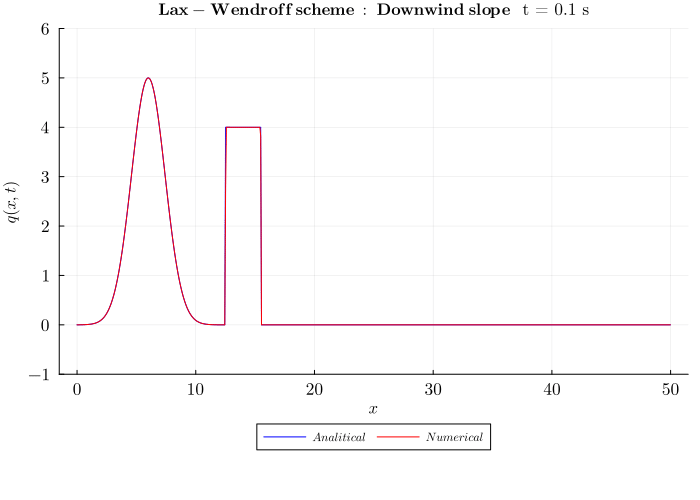 Lax − Wendroff scheme : Downwind slope t = 0.1 s
6
5
4
3
2
1
0
−1
q(x, t)
0 10 20 30 40 50
x
Analitical Numerical